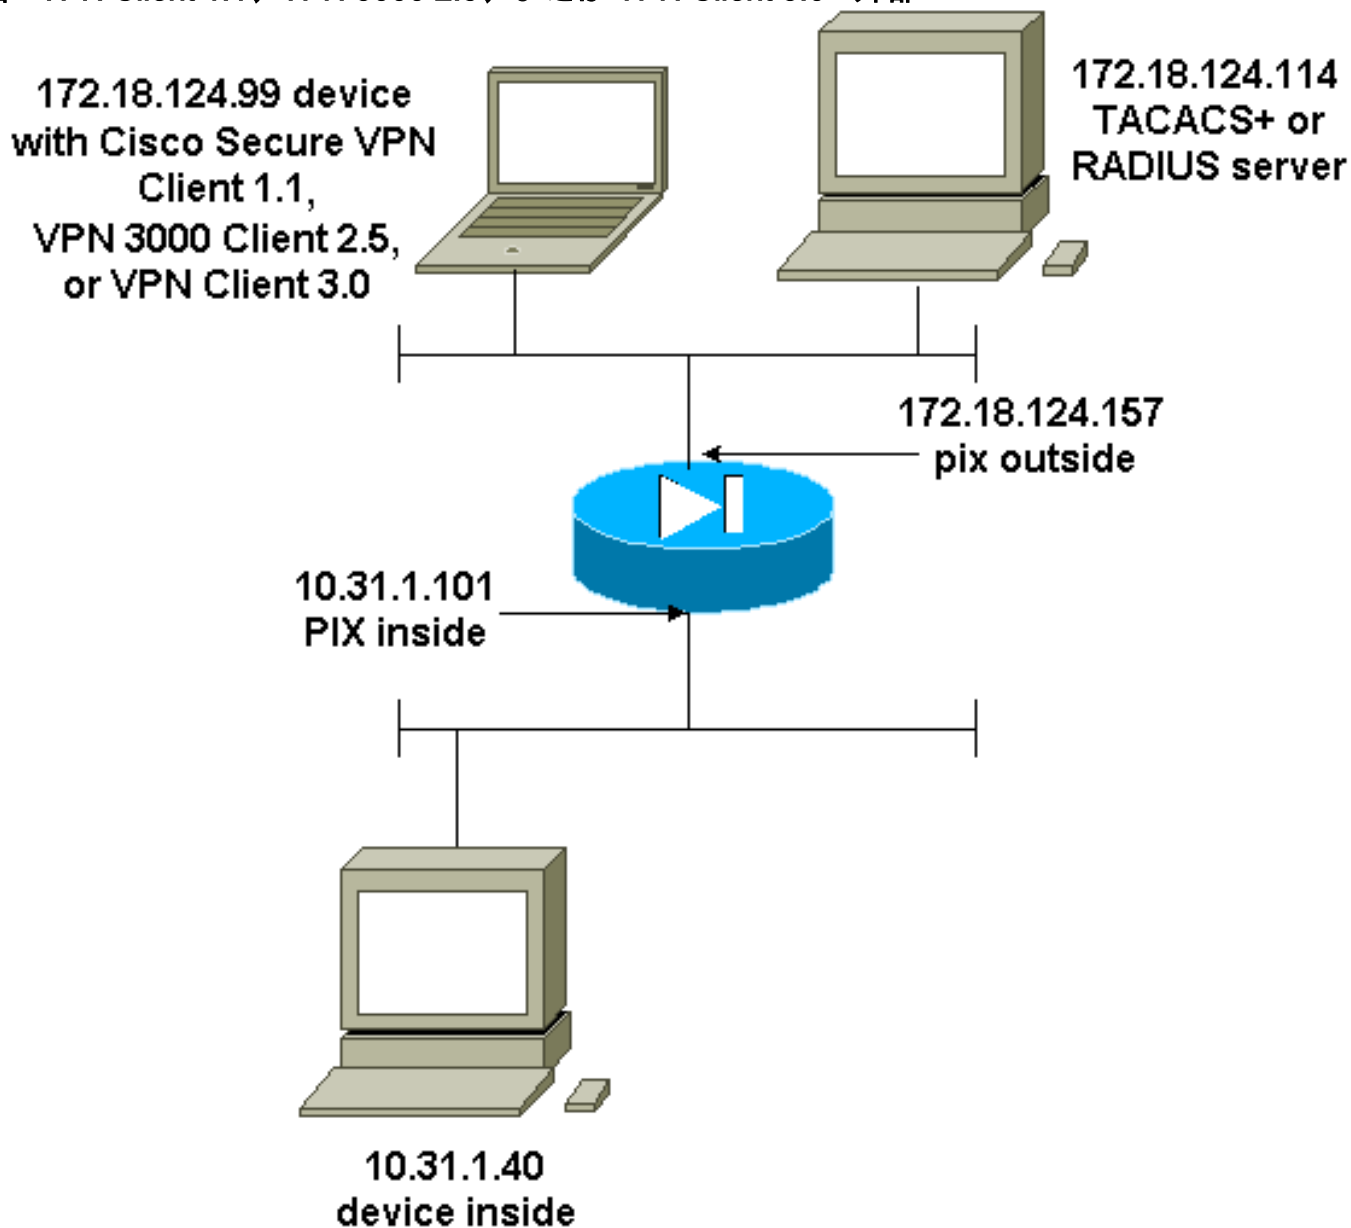 172.18.124.99 device
with Cisco Secure VPN
Client 1.1,
VPN 3000 Client 2.5,
or VPN Client 3.0
172.18.124.114
TACACS+ or
RADIUS server
172.18.124.157
pix outside
10.31.1.101
PIX inside
10.31.1.40
device inside